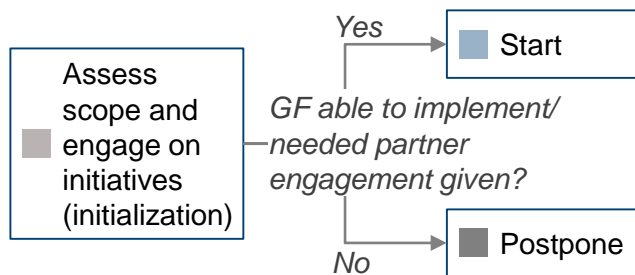 Assess
scope and
engage on
initiatives
(initialization)
Yes
Start
GF able to implement/
needed partner
engagement given?
Postpone
No